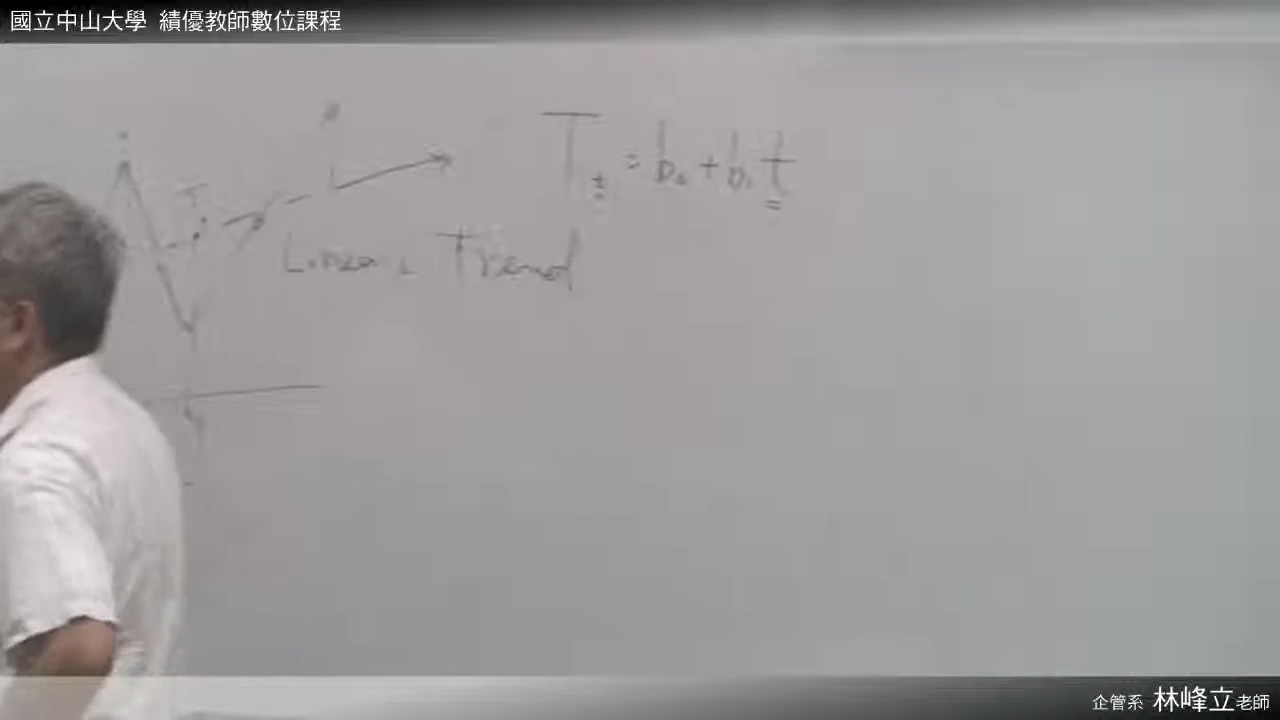 國立中山大學 績優教師數位課程
T_t = b₀ + b₁ t
Linear Trend
企管系 林峰立老師